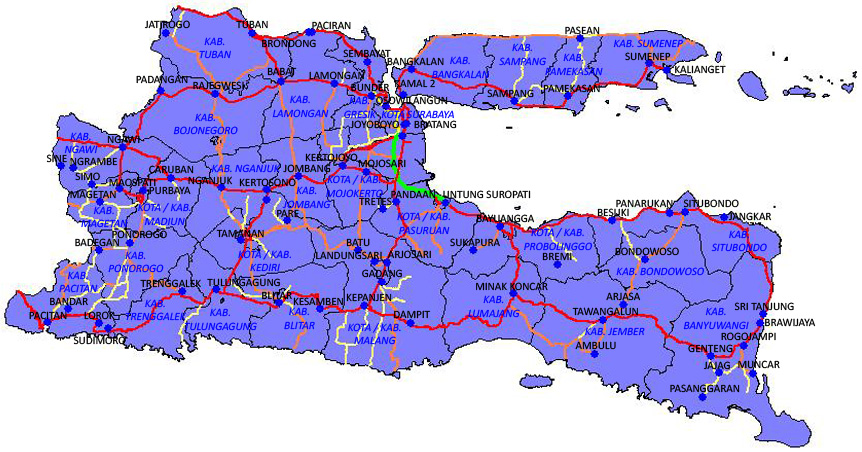 JATIROGO
TUBAN
PACIRAN
BRONDONG
KAB.
TUBAN
SEMBAYAT
PASEAN
KAB. SUMENEP
BANGKALAN
KAB.
BANGKALAN
KAB.
SAMPANG
KAB.
PAMEKASAN
SUMENEP
KALIANGET
PADANGAN
RAJEGWESK
BABAT
LAMONGAN
BUNDER
KAMAL 2
SAMPANG
PAMEKASAN
OSOWILANGUN
KAB.
GRESIK
KOTA SURABAYA
KAB.
LAMONGAN
KAB.
BOJONEGORO
JOYOBOYO
BRATANG
KAB.
NGAWI
NGAWI
SINE
NGRAMBE
KERTOJOYO
MOJOSARI
SIMO
CARUBAN
KAB. NGANJUK
JOMBANG
MAOSPATI
PURBAYA
MAGETAN
NGANJUK
KERTOSONO
KOTA / KAB.
MOJOKERTO
PANDAAN
UNTUNG SUROPATI
KAB.
MAGETAN
KOTA / KAB.
MADIUN
KAB.
JOMBANG
TRETES
PARE
KOTA / KAB.
PASURUAN
BAYUANGGA
BESUKI
PANARUKAN
SITUBONDO
JANGKAR
PONOROGO
BADEGAN
TAMANAN
KOTA / KAB.
KEDIRI
BATU
LANDUNGSARI
ARJOSARI
SUKAPURA
KOTA / KAB.
PROBOLINGGO
BREMI
BONDOWOSO
KAB.
SITUBONDO
KAB.
PONOROGO
KAB.
PACITAN
GADANG
KAB. BONDOWOSO
TRENGGALEK
TULUNGAGUNG
BLITAR
KESAMBEN
KEPANJEN
MINAK KONCAR
ARJASA
BANDAR
KAB.
TRENGGALEK
KAB.
TULUNGAGUNG
KAB.
BLITAR
DAMPIT
KAB.
LUMAJANG
TAWANGALUN
KAB.
BANYUWANGI
SRI TANJUNG
BRAWIJAYA
PACITAN
LOROK
SUDIMORO
KOTA / KAB.
MALANG
KAB. JEMBER
AMBULU
ROGOJAMPI
GENTENG
JAJAG
MUNCAR
PASANGGARAN